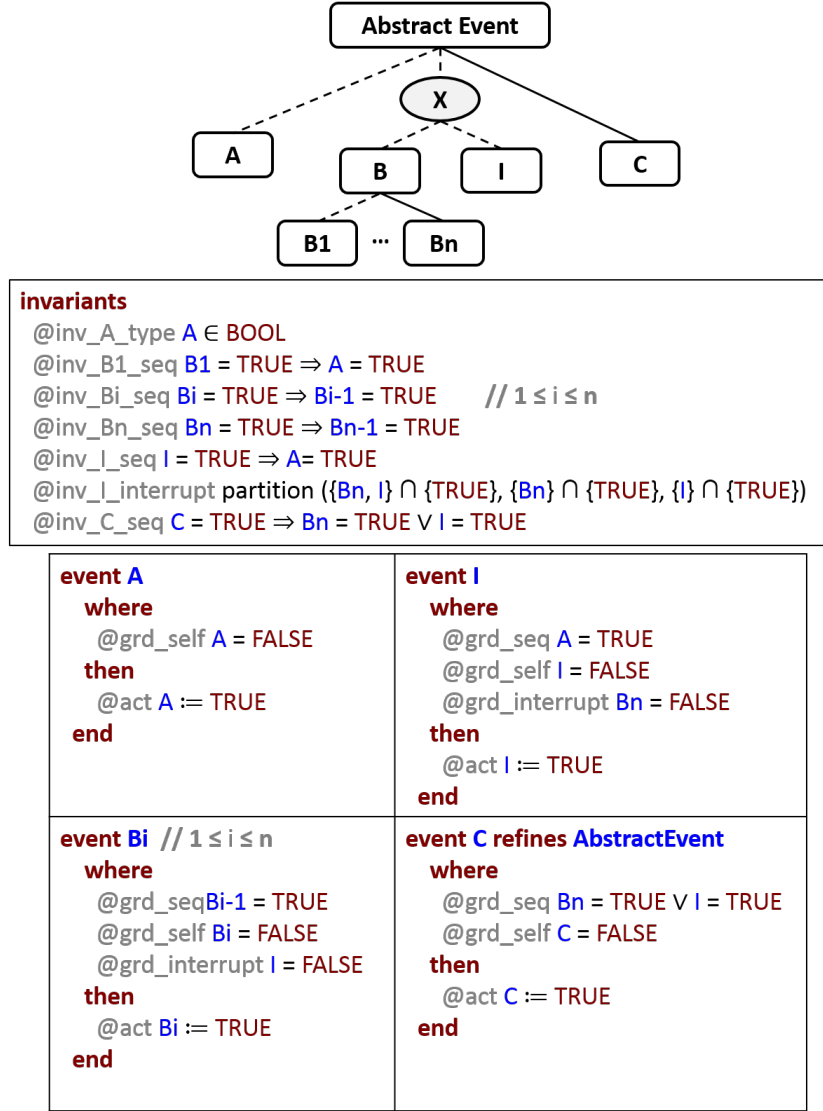 Abstract Event
X
A
B
I
C
B1
...
Bn
invariants
@inv_A_type A ∈ BOOL
@inv_B1_seq B1 = TRUE ⇒ A = TRUE
@inv_Bi_seq Bi = TRUE ⇒ Bi-1 = TRUE // 1 ≤ i ≤ n
@inv_Bn_seq Bn = TRUE ⇒ Bn-1 = TRUE
@inv_I_seq I = TRUE ⇒ A= TRUE
@inv_I_interrupt partition ({Bn, I} ∩ {TRUE}, {Bn} ∩ {TRUE}, {I} ∩ {TRUE})
@inv_C_seq C = TRUE ⇒ Bn = TRUE ∨ I = TRUE
event A
where
@grd_self A = FALSE
then
@act A := TRUE
end
event I
where
@grd_seq A = TRUE
@grd_self I = FALSE
@grd_interrupt Bn = FALSE
then
@act I := TRUE
end
event Bi // 1 ≤ i ≤ n
where
@grd_seqBi-1 = TRUE
@grd_self Bi = FALSE
@grd_interrupt I = FALSE
then
@act Bi := TRUE
end
event C refines AbstractEvent
where
@grd_seq Bn = TRUE ∨ I = TRUE
@grd_self C = FALSE
then
@act C := TRUE
end